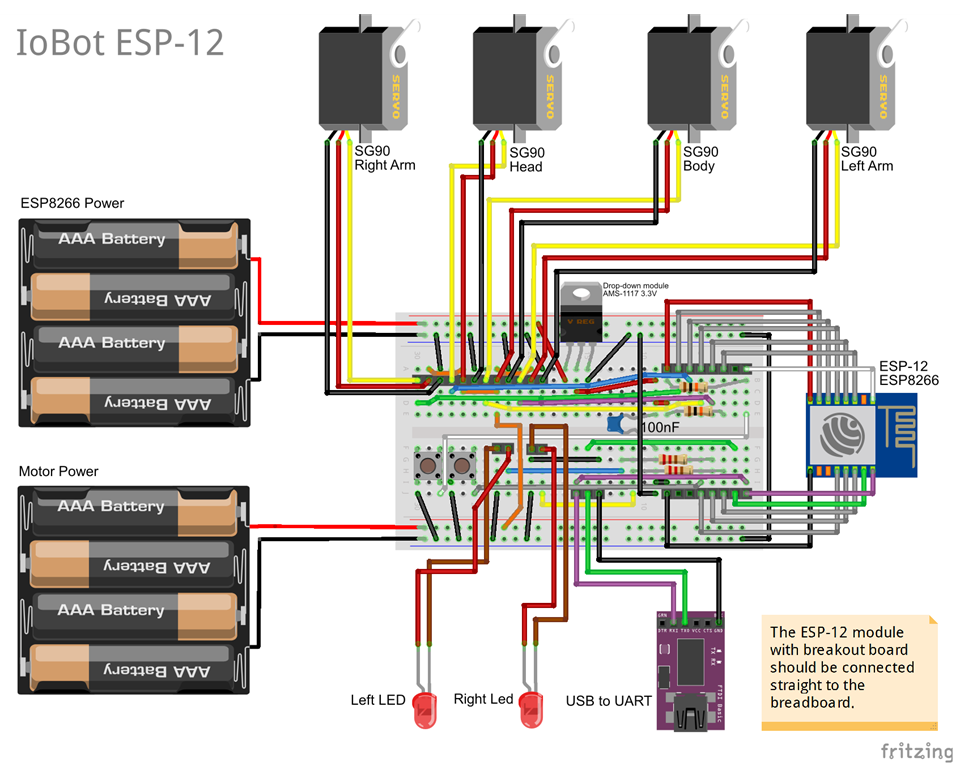 IoBot ESP-12
SERVO
SERVO
SERVO
SERVO
SG90
Right Arm
SG90
Head
SG90
Body
SG90
Left Arm
ESP8266 Power
AAA Battery
AAA Battery
AAA Battery
AAA Battery
Drop-down module
AMS-1117 3.3V
V REG
ESP-12
ESP8266
100nF
Motor Power
AAA Battery
AAA Battery
AAA Battery
AAA Battery
GRN
DTR RXI TXO VCC CTS GND
TX RX
FTDI Basic
Left LED
Right Led
USB to UART
The ESP-12 module
with breakout board
should be connected
straight to the
breadboard.
fritzing